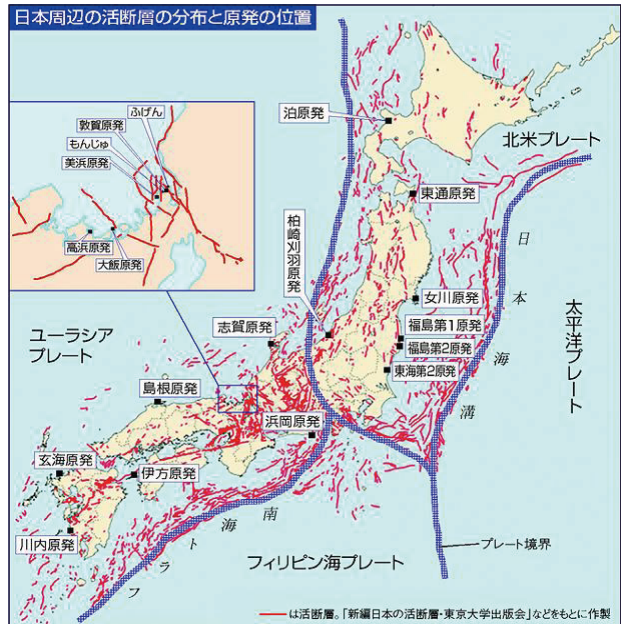 日本周辺の活断層の分布と原発の位置
ふげん
敦賀原発
もんじゅ
美浜原発
高浜原発
大飯原発
泊原発
北米プレート
東通原発
柏崎刈羽原発
日本海溝
女川原発
太平洋プレート
福島第1原発
福島第2原発
東海第2原発
志賀原発
ユーラシア
プレート
島根原発
浜岡原発
玄海原発
伊方原発
川内原発
南海トラフ
フィリピン海プレート
プレート境界
は活断層。「新編日本の活断層・東京大学出版会」などをもとに作製